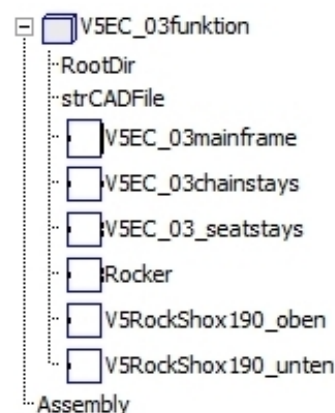 V5EC_03funktion
RootDir
strCADFile
V5EC_03mainframe
V5EC_03chainstays
V5EC_03_seatstays
Rocker
V5RockShox190_oben
V5RockShox190_unten
Assembly